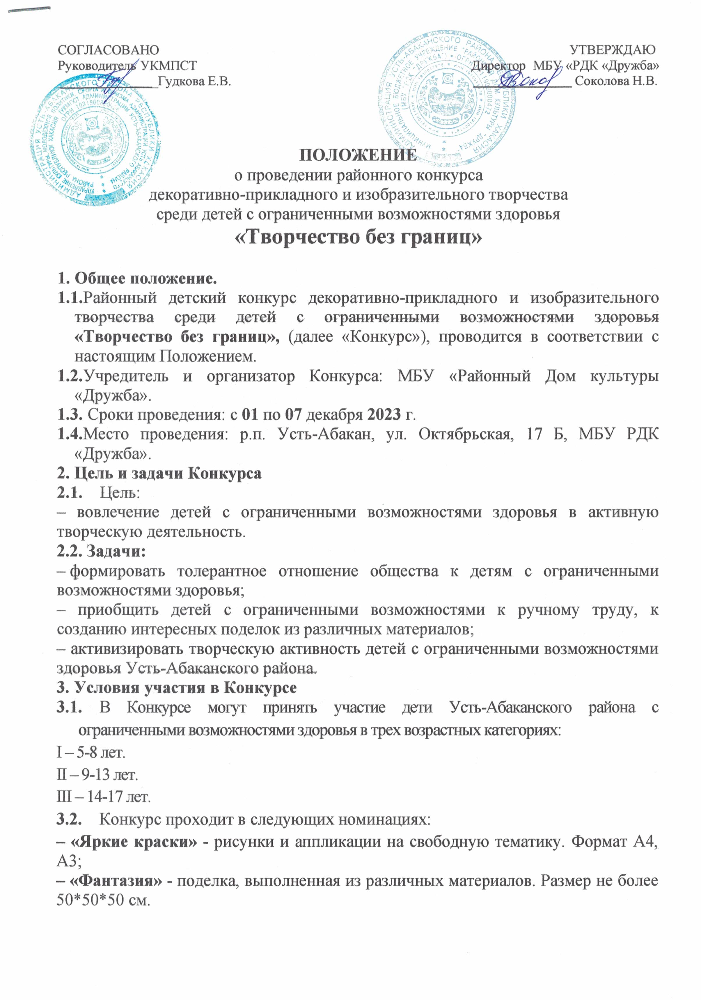 СОГЛАСОВАНО
Руководитель УКМПСТ
Гудкова Е.В.
УТВЕРЖДАЮ
Директор МБУ «РДК «Дружба»
Соколова Н.В.
ПОЛОЖЕНИЕ
о проведении районного конкурса
декоративно-прикладного и изобразительного творчества
среди детей с ограниченными возможностями здоровья
«Творчество без границ»
1. Общее положение.
1.1.Районный детский конкурс декоративно-прикладного и изобразительного
творчества среди детей с ограниченными возможностями здоровья
«Творчество без границ», (далее «Конкурс»), проводится в соответствии с
настоящим Положением.
1.2.Учредитель и организатор Конкурса: МБУ «Районный Дом культуры
«Дружба».
1.3. Сроки проведения: с 01 по 07 декабря 2023 г.
1.4.Место проведения: р.п. Усть-Абакан, ул. Октябрьская, 17 Б, МБУ РДК
«Дружба».
2. Цель и задачи Конкурса
2.1. Цель:
– вовлечение детей с ограниченными возможностями здоровья в активную
творческую деятельность.
2.2. Задачи:
– формировать толерантное отношение общества к детям с ограниченными
возможностями здоровья;
– приобщить детей с ограниченными возможностями к ручному труду, к
созданию интересных поделок из различных материалов;
– активизировать творческую активность детей с ограниченными возможностями
здоровья Усть-Абаканского района.
3. Условия участия в Конкурсе
3.1. В Конкурсе могут принять участие дети Усть-Абаканского района с
ограниченными возможностями здоровья в трех возрастных категориях:
I – 5-8 лет.
II – 9-13 лет.
III – 14-17 лет.
3.2. Конкурс проходит в следующих номинациях:
– «Яркие краски» - рисунки и аппликации на свободную тематику. Формат А4,
А3;
– «Фантазия» - поделка, выполненная из различных материалов. Размер не более
50*50*50 см.